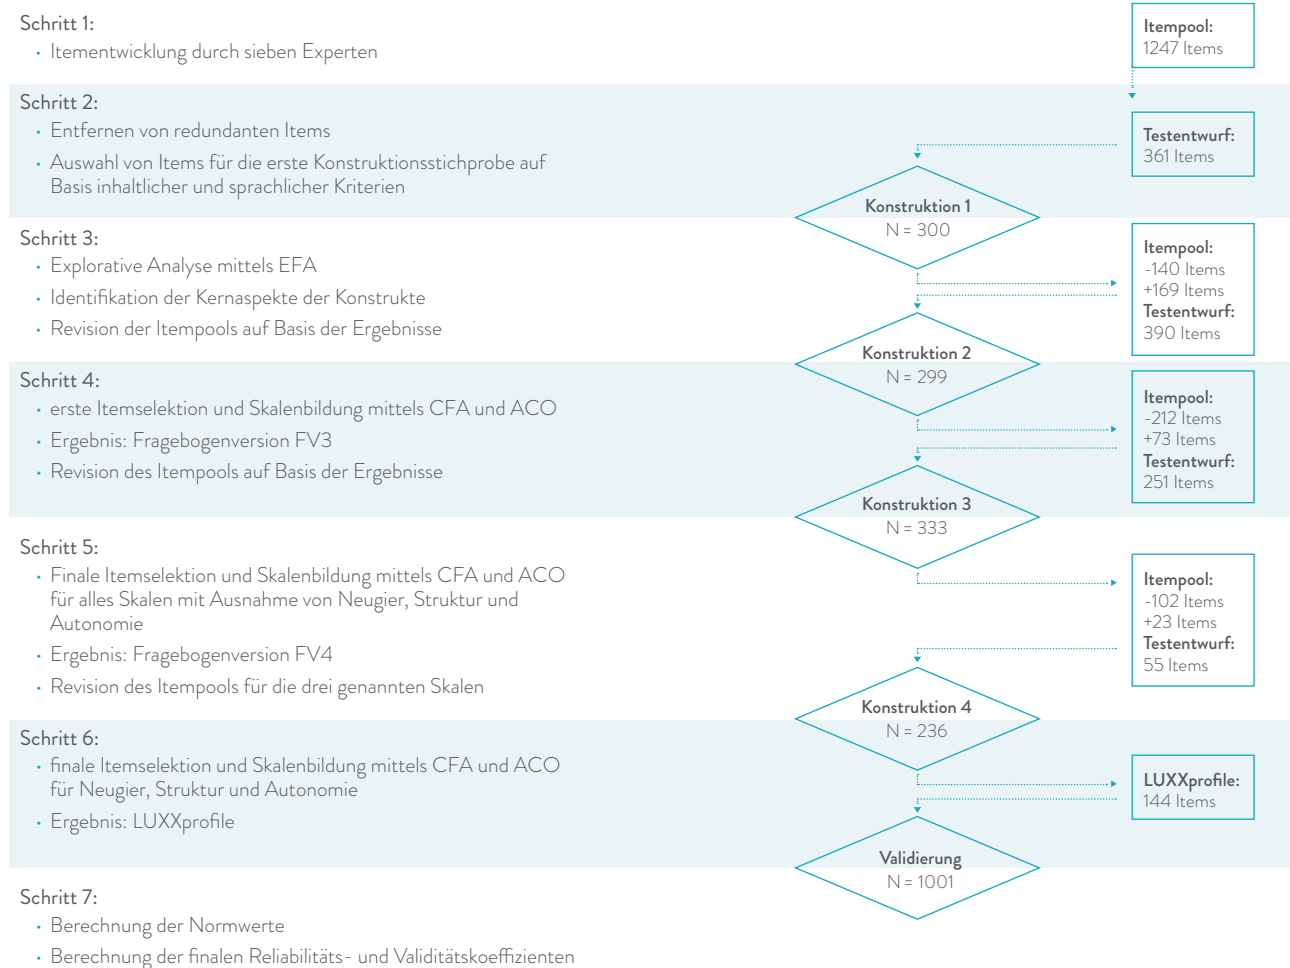 Schritt 1:
• Itementwicklung durch sieben Experten
Itempool:
1247 Items
Schritt 2:
• Entfernen von redundanten Items
• Auswahl von Items für die erste Konstruktionsstichprobe auf
Basis inhaltlicher und sprachlicher Kriterien
Testentwurf:
361 Items
Konstruktion 1
N = 300
Schritt 3:
• Explorative Analyse mittels EFA
• Identifikation der Kernaspekte der Konstrukte
• Revision der Itempools auf Basis der Ergebnisse
Itempool:
-140 Items
+169 Items
Testentwurf:
390 Items
Konstruktion 2
N = 299
Schritt 4:
• erste Itemselektion und Skalenbildung mittels CFA und ACO
• Ergebnis: Fragebogenversion FV3
• Revision des Itempools auf Basis der Ergebnisse
Itempool:
-212 Items
+73 Items
Testentwurf:
251 Items
Konstruktion 3
N = 333
Schritt 5:
• Finale Itemselektion und Skalenbildung mittels CFA und ACO
für alles Skalen mit Ausnahme von Neugier, Struktur und
Autonomie
• Ergebnis: Fragebogenversion FV4
• Revision des Itempools für die drei genannten Skalen
Itempool:
-102 Items
+23 Items
Testentwurf:
55 Items
Konstruktion 4
N = 236
Schritt 6:
• finale Itemselektion und Skalenbildung mittels CFA und ACO
für Neugier, Struktur und Autonomie
• Ergebnis: LUXXprofile
LUXXprofile:
144 Items
Validierung
N = 1001
Schritt 7:
• Berechnung der Normwerte
• Berechnung der finalen Reliabilitäts- und Validitätskoeffizienten